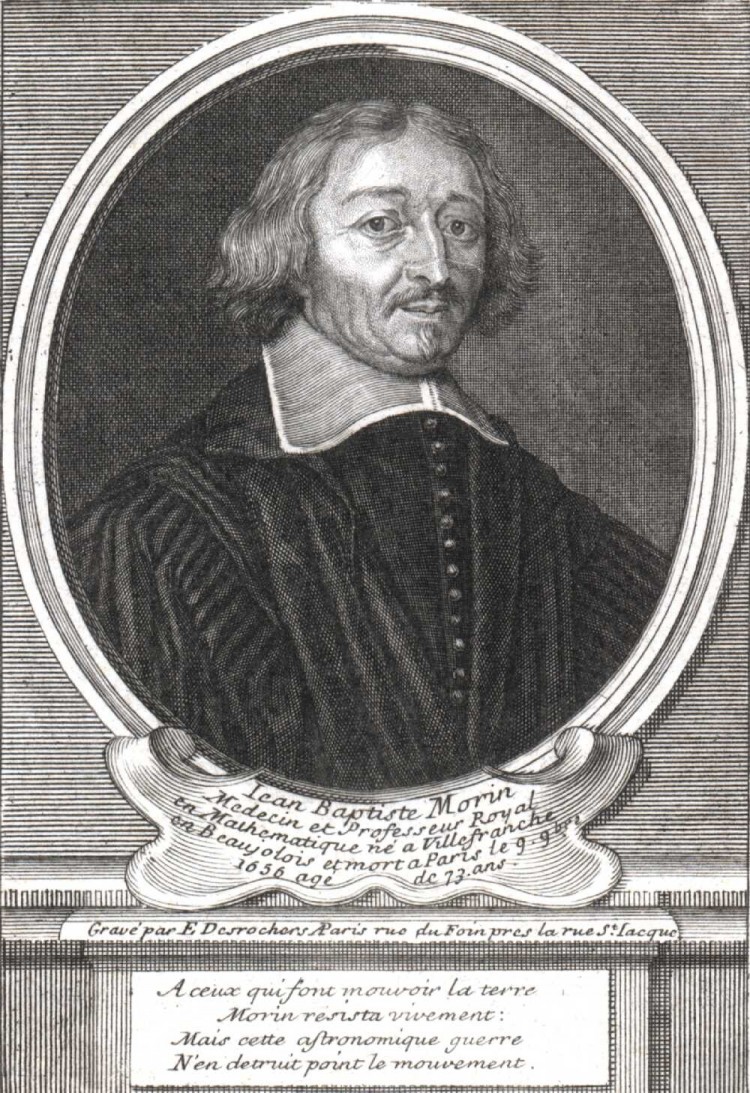 Iean Baptiste Morin
Medecin et Professeur Royal
en Mathematique né a Villefranche
en Beaujolois et mort a Paris le 9. 9bre
1656 agé de 73. ans.
Gravé par E Desrochers AParis rue du Foin pres la rue St. Iacque
A ceux qui font mouvoir la terre
Morin resista vivement:
Mais cette astronomique guerre
N'en detruit point le mouvement.